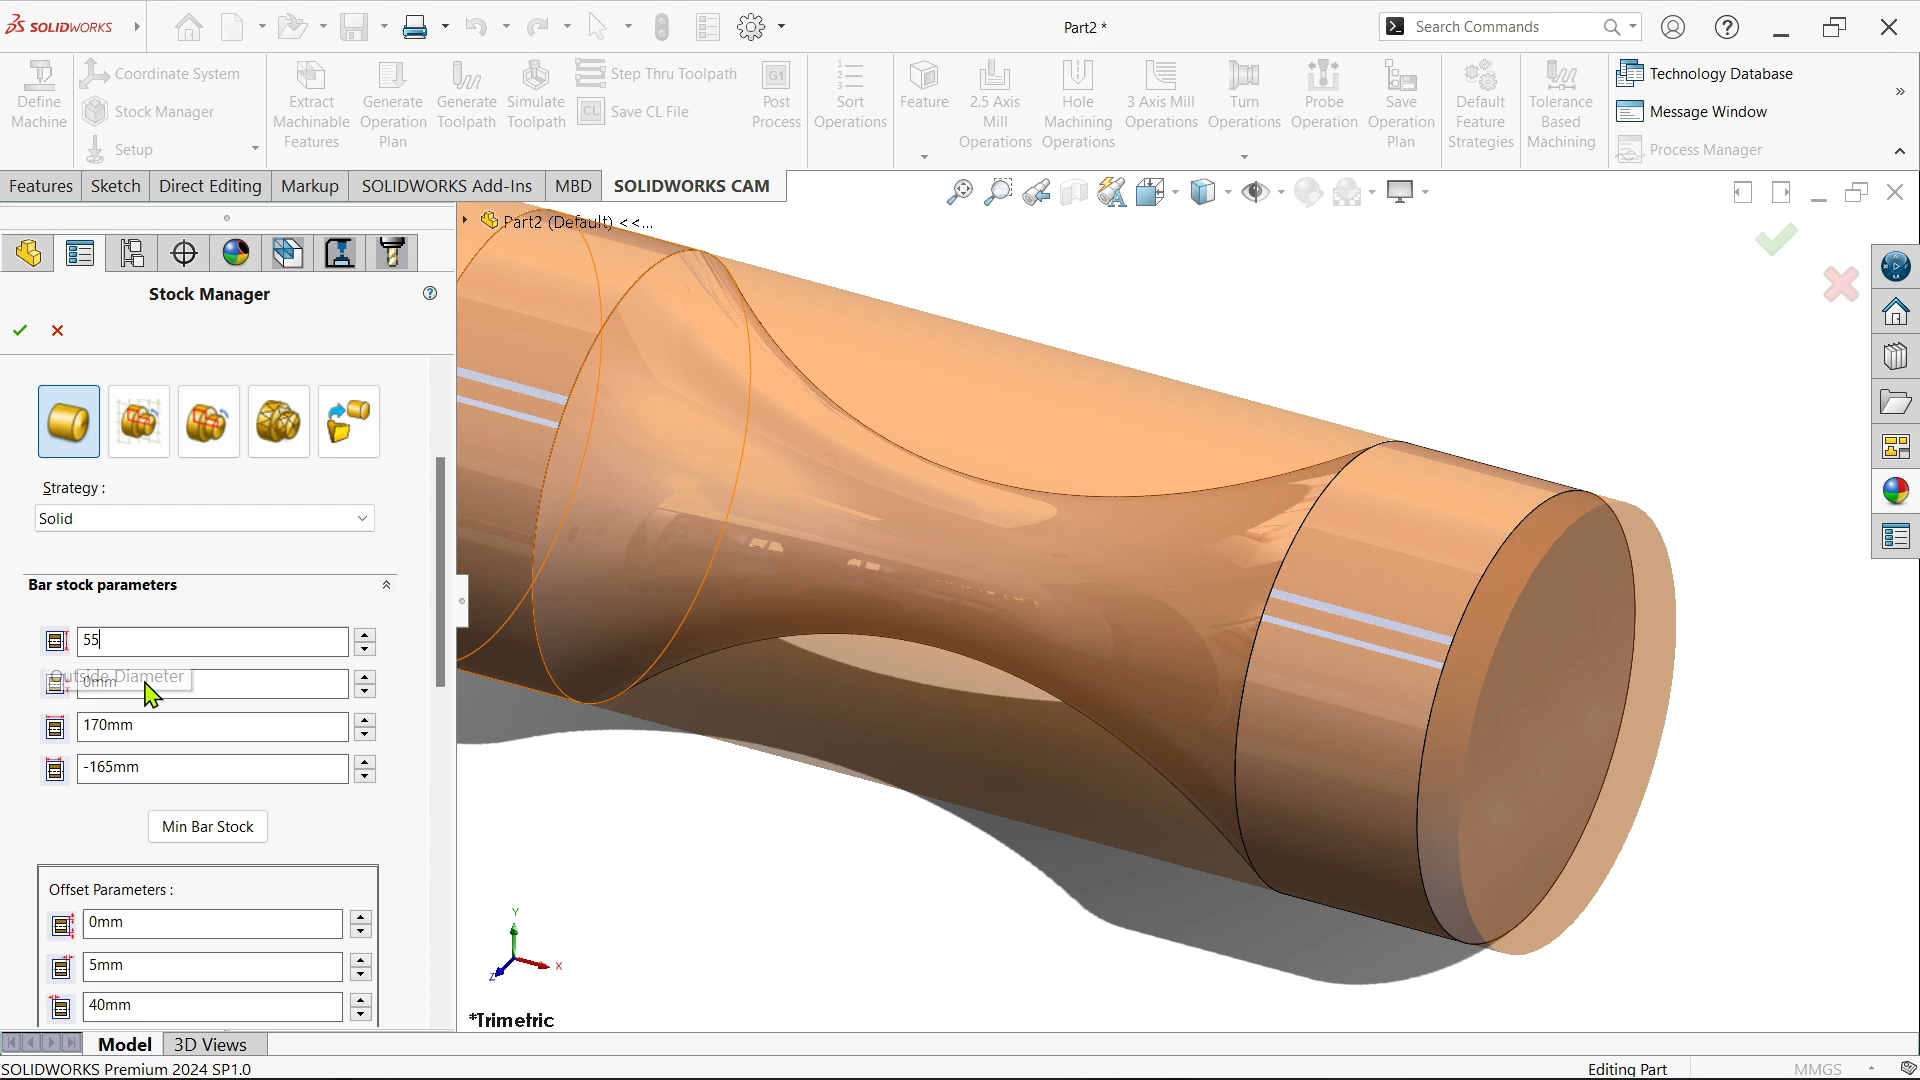 SOLIDWORKS
Part2 *
Search Commands
Define Machine
Coordinate System
Stock Manager
Setup
Extract Machinable Features
Generate Operation Plan
Generate Toolpath
Simulate Toolpath
Step Thru Toolpath
CL Save CL File
G1 Post Process
Sort Operations
Feature
2.5 Axis Mill Operations
Hole Machining Operations
3 Axis Mill Operations
Turn Operations
Probe Operation
Save Operation Plan
Default Feature Strategies
Tolerance Based Machining
Technology Database
Message Window
Process Manager
Features Sketch Direct Editing Markup SOLIDWORKS Add-Ins MBD SOLIDWORKS CAM
Part2 (Default) <<...
Stock Manager
Strategy :
Solid
Bar stock parameters
55
Outside Diameter
0mm
170mm
-165mm
Min Bar Stock
Offset Parameters :
0mm
5mm
40mm
Y
X
Z
*Trimetric
Model 3D Views
SOLIDWORKS Premium 2024 SP1.0
Editing Part
MMGS